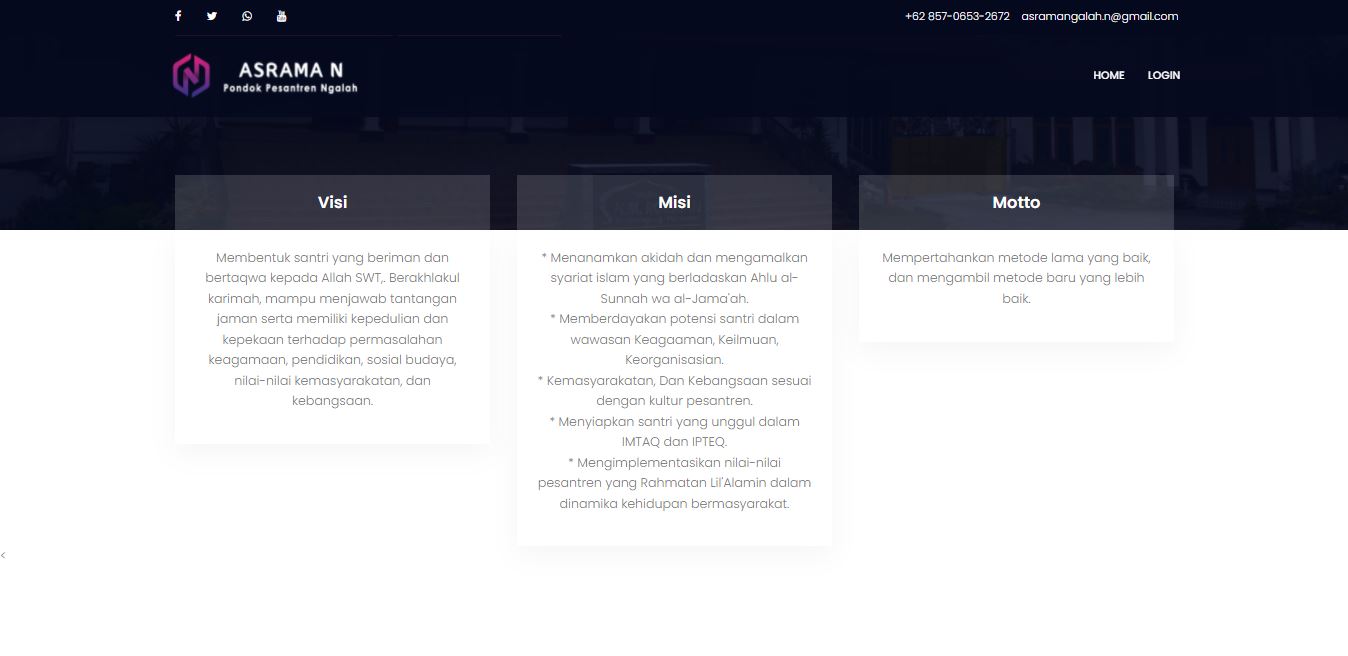 +62 857-0653-2672 asramangalah.n@gmail.com
ASRAMA N
Pondok Pesantren Ngalah
HOME LOGIN
Visi
Membentuk santri yang beriman dan
bertaqwa kepada Allah SWT,. Berakhlakul
karimah, mampu menjawab tantangan
jaman serta memiliki kepedulian dan
kepekaan terhadap permasalahan
keagamaan, pendidikan, sosial budaya,
nilai-nilai kemasyarakatan, dan
kebangsaan.
Misi
* Menanamkan akidah dan mengamalkan
syariat islam yang berladaskan Ahlu al-
Sunnah wa al-Jama'ah.
* Memberdayakan potensi santri dalam
wawasan Keagaaman, Keilmuan,
Keorganisasian.
* Kemasyarakatan, Dan Kebangsaan sesuai
dengan kultur pesantren.
* Menyiapkan santri yang unggul dalam
IMTAQ dan IPTEQ.
* Mengimplementasikan nilai-nilai
pesantren yang Rahmatan Lil'Alamin dalam
dinamika kehidupan bermasyarakat.
Motto
Mempertahankan metode lama yang baik,
dan mengambil metode baru yang lebih
baik.
<